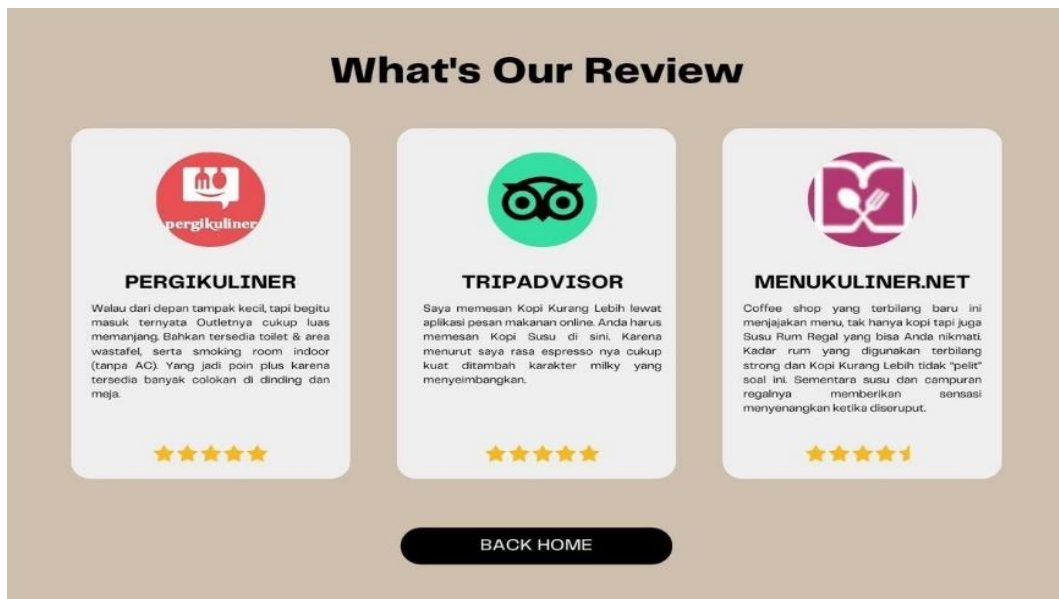 What's Our Review
pergikuliner
PERGIKULINER
Walau dari depan tampak kecil, tapi begitu
masuk ternyata Outletnya cukup luas
memanjang. Bahkan tersedia toilet & area
wastafel, serta smoking room indoor
(tanpa AC). Yang jadi poin plus karena
tersedia banyak colokan di dinding dan
meja.
TRIPADVISOR
Saya memesan Kopi Kurang Lebih lewat
aplikasi pesan makanan online. Anda harus
memesan Kopi Susu di sini. Karena
menurut saya rasa espresso nya cukup
kuat ditambah karakter milky yang
menyeimbangkan.
MENUKULINER.NET
Coffee shop yang terbilang baru ini
menjajakan menu, tak hanya kopi tapi juga
Susu Rum Regal yang bisa Anda nikmati.
Kadar rum yang digunakan terbilang
strong dan Kopi Kurang Lebih tidak "pelit"
soal ini. Sementara susu dan campuran
regalnya memberikan sensasi
menyenangkan ketika diseruput.
BACK HOME